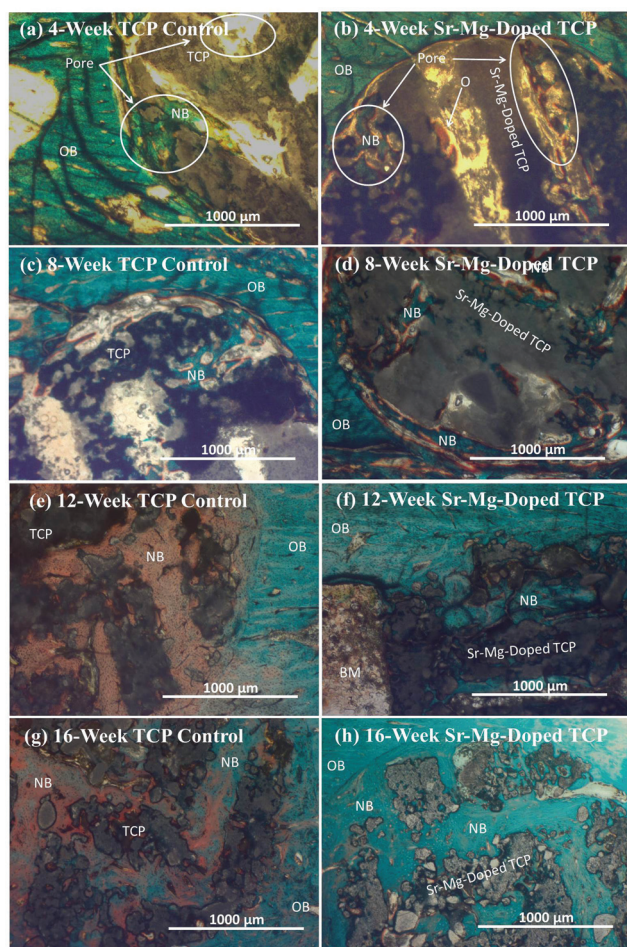 (a) 4-Week TCP Control
Pore
TCP
NB
OB
1000 µm
(b) 4-Week Sr-Mg-Doped TCP
OB
Pore
O
NB
Sr-Mg-Doped TCP
1000 µm
(c) 8-Week TCP Control
OB
TCP
NB
1000 µm
(d) 8-Week Sr-Mg-Doped TCP
NB
Sr-Mg-Doped TCP
NB
OB
NB
1000 µm
(e) 12-Week TCP Control
TCP
NB
OB
1000 µm
(f) 12-Week Sr-Mg-Doped TCP
OB
NB
Sr-Mg-Doped TCP
BM
1000 µm
(g) 16-Week TCP Control
NB
NB
TCP
OB
1000 µm
(h) 16-Week Sr-Mg-Doped TCP
OB
NB
NB
Sr-Mg-Doped TCP
1000 µm